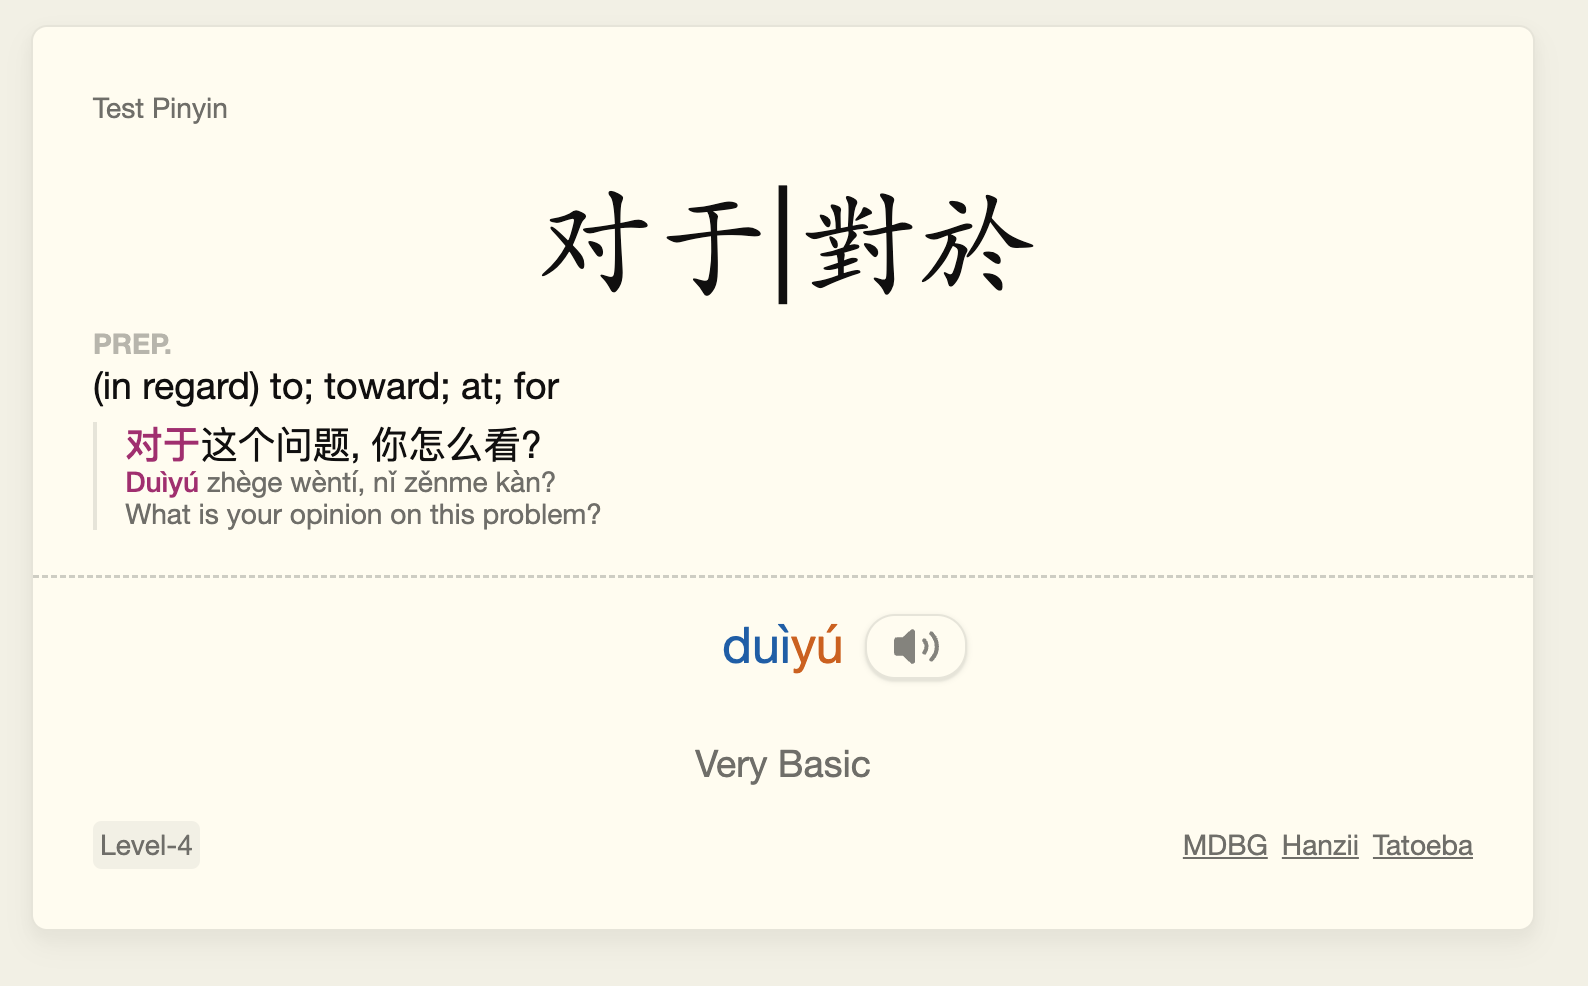 Test Pinyin
对于|對於
PREP.
(in regard) to; toward; at; for
对于这个问题, 你怎么看?
Duìyú zhège wèntí, nǐ zěnme kàn?
What is your opinion on this problem?
duìyú
Very Basic
Level-4
MDBG Hanzii Tatoeba